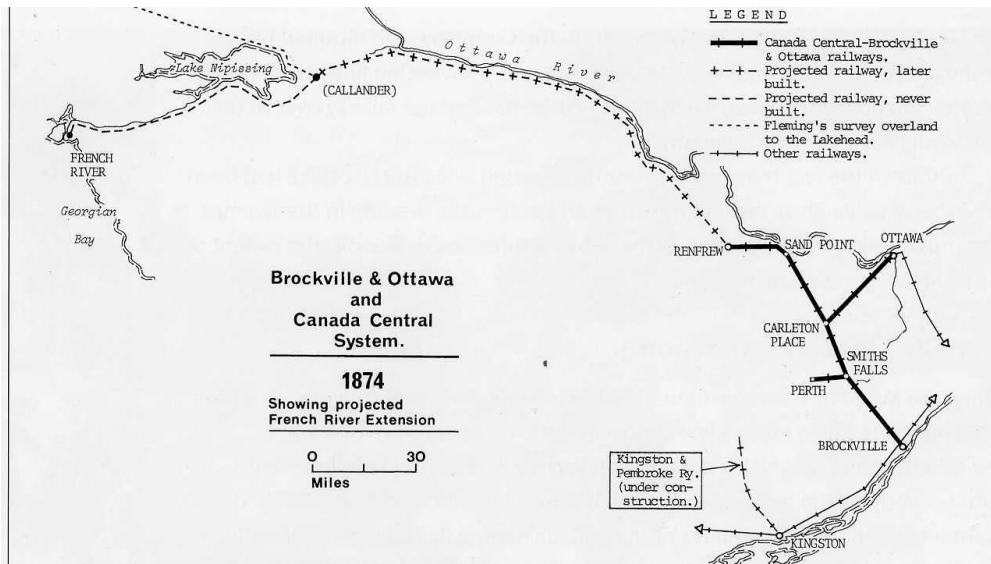 L E G E N D
Canada Central-Brockville
& Ottawa railways.
Projected railway, later
built.
Projected railway, never
built.
Fleming's survey overland
to the Lakehead.
Other railways.
Ottawa River
Lake Nipissing
(CALLANDER)
FRENCH
RIVER
Georgian
Bay
RENFREW
SAND POINT
OTTAWA
CARLETON
PLACE
SMITHS
FALLS
PERTH
BROCKVILLE
Brockville & Ottawa
and
Canada Central
System.
1874
Showing projected
French River Extension
0 30
Miles
Kingston &
Pembroke Ry.
(under con-
struction.)
KINGSTON